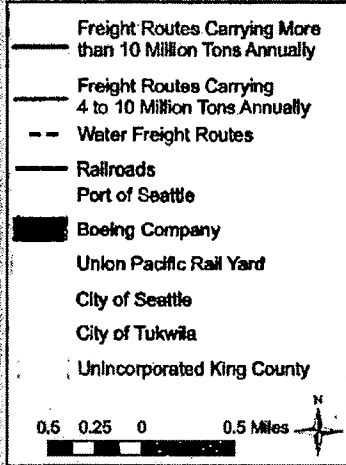 Freight Routes Carrying More
than 10 Million Tons Annually
Freight Routes Carrying
4 to 10 Million Tons Annually
Water Freight Routes
Railroads
Port of Seattle
Boeing Company
Union Pacific Rail Yard
City of Seattle
City of Tukwila
Unincorporated King County
N
0.5 0.25 0 0.5 Miles